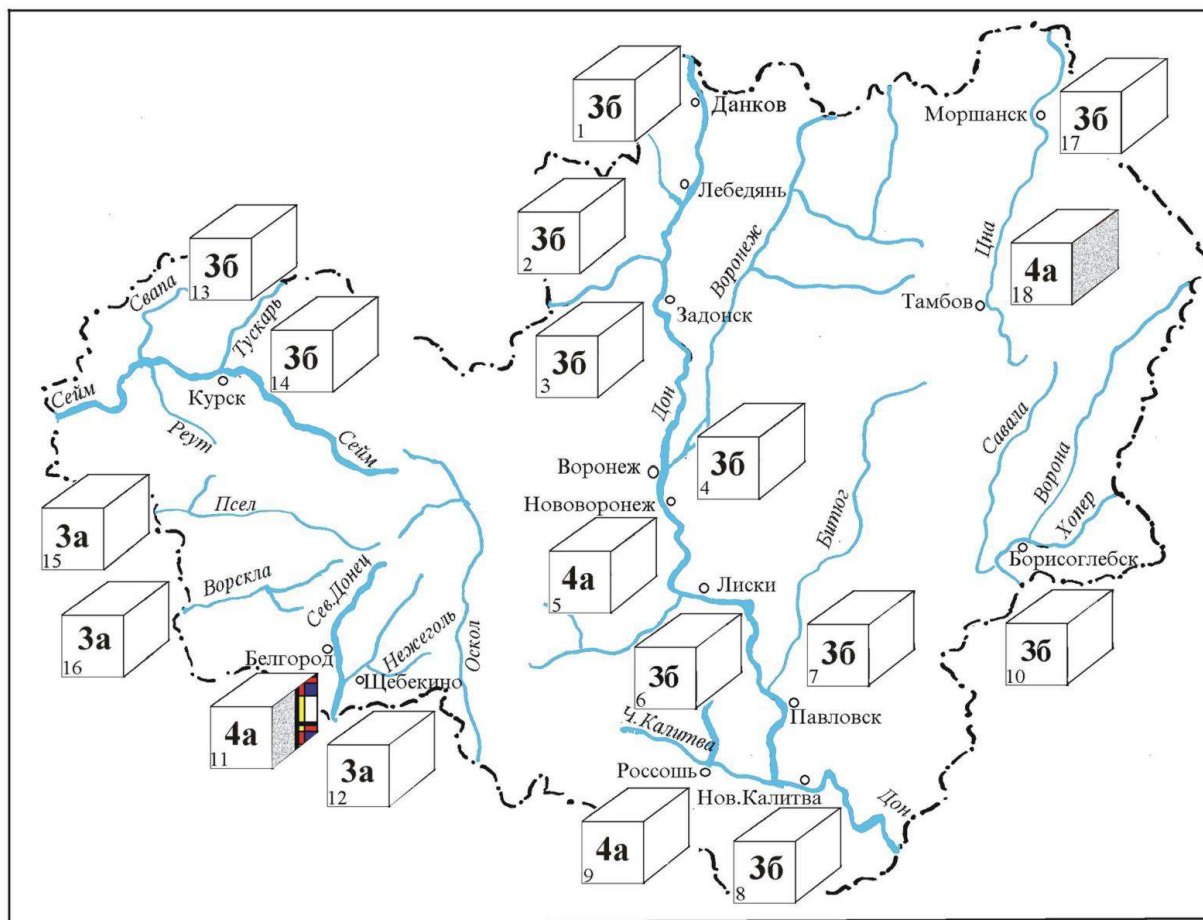 3б
1
Данков
Моршанск
3б
17
Лебедянь
3б
2
Воронеж
Цна
4а
18
3б
13
Свапа
Тускарь
Задонск
Тамбов
3б
14
3б
3
Сейм
Курск
Дон
Реут
Сейм
3б
4
Савала
Ворона
Воронеж
Нововоронеж
Битюг
Хопер
3а
15
Псел
Борисоглебск
4а
5
Лиски
Ворскла
Сев.Донец
3а
16
Нежеголь
Оскол
3б
6
3б
7
3б
10
Белгород
Щебекино
4а
11
Павловск
Ч.Калитва
3а
12
Россошь
Нов.Калитва
Дон
4а
9
3б
8